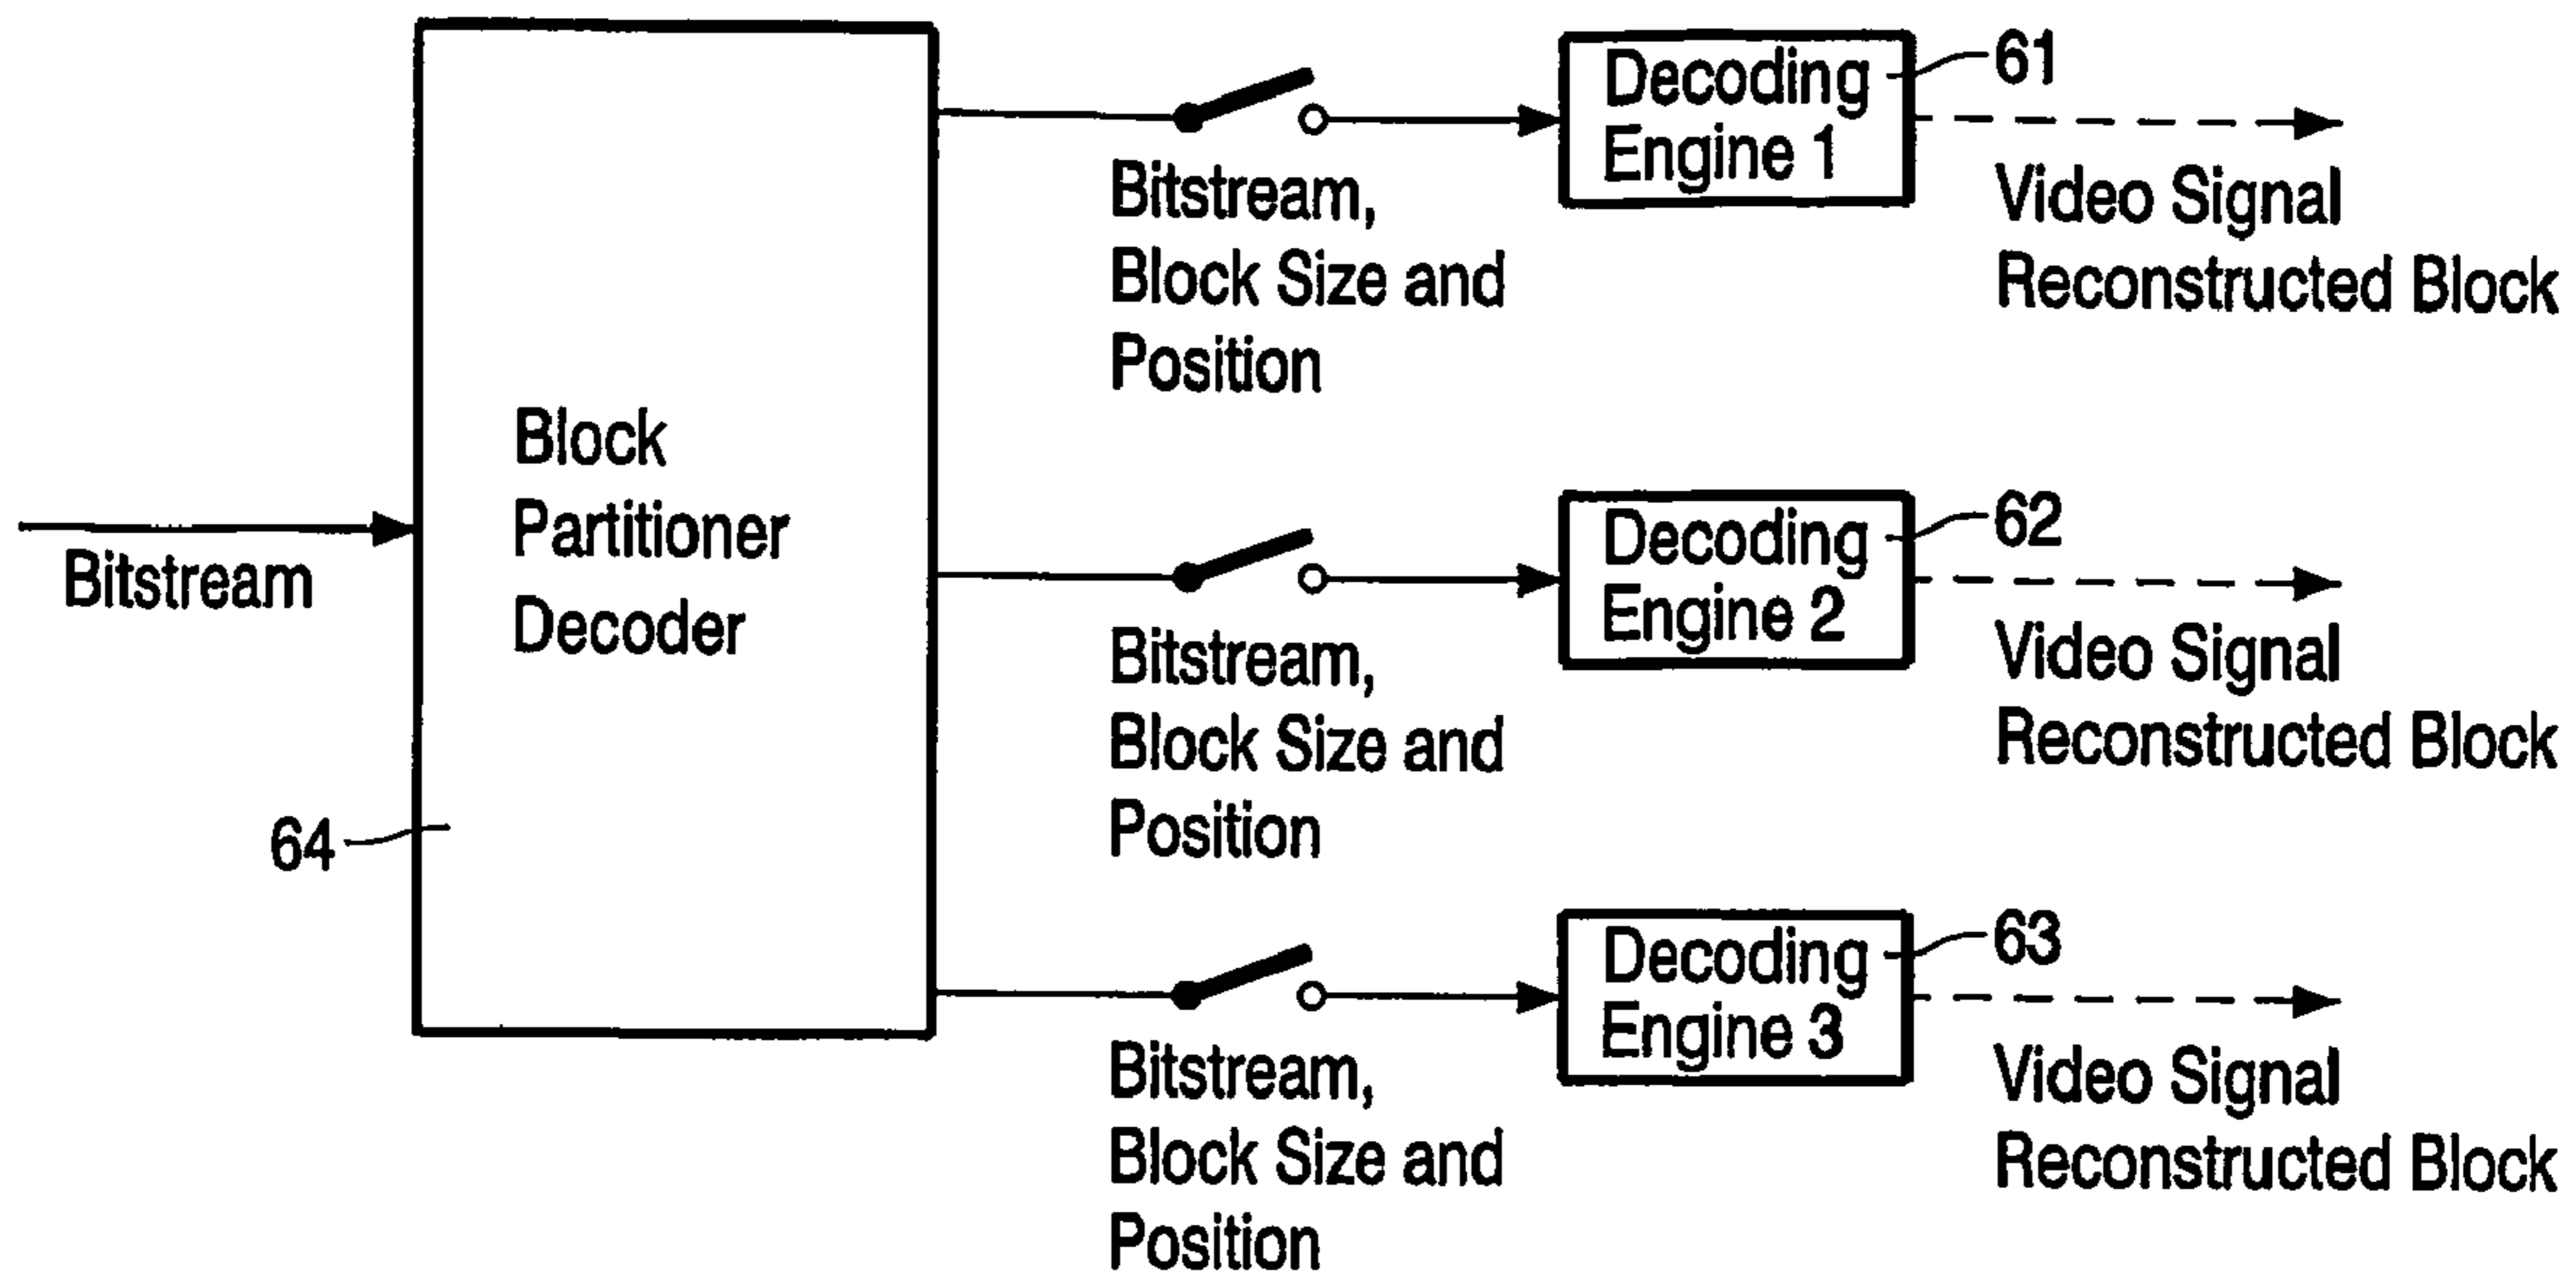 Bitstream
Block
Partitioner
Decoder
64
Bitstream,
Block Size and
Position
Decoding
Engine 1
61
Video Signal
Reconstructed Block
Bitstream,
Block Size and
Position
Decoding
Engine 2
62
Video Signal
Reconstructed Block
Bitstream,
Block Size and
Position
Decoding
Engine 3
63
Video Signal
Reconstructed Block